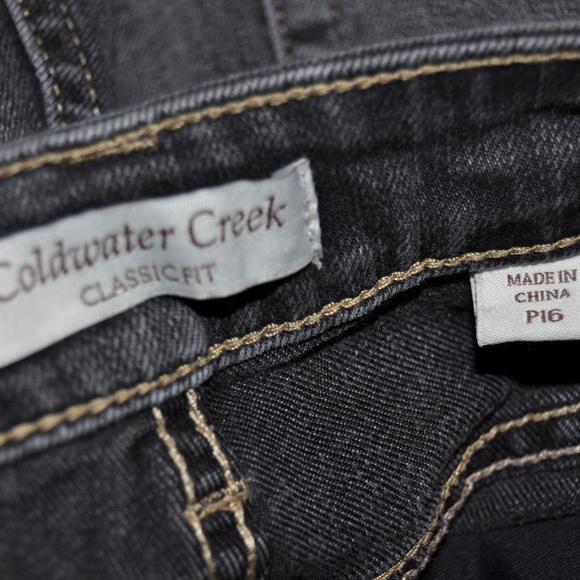 Coldwater Creek
CLASSIC FIT
MADE IN
CHINA
P16